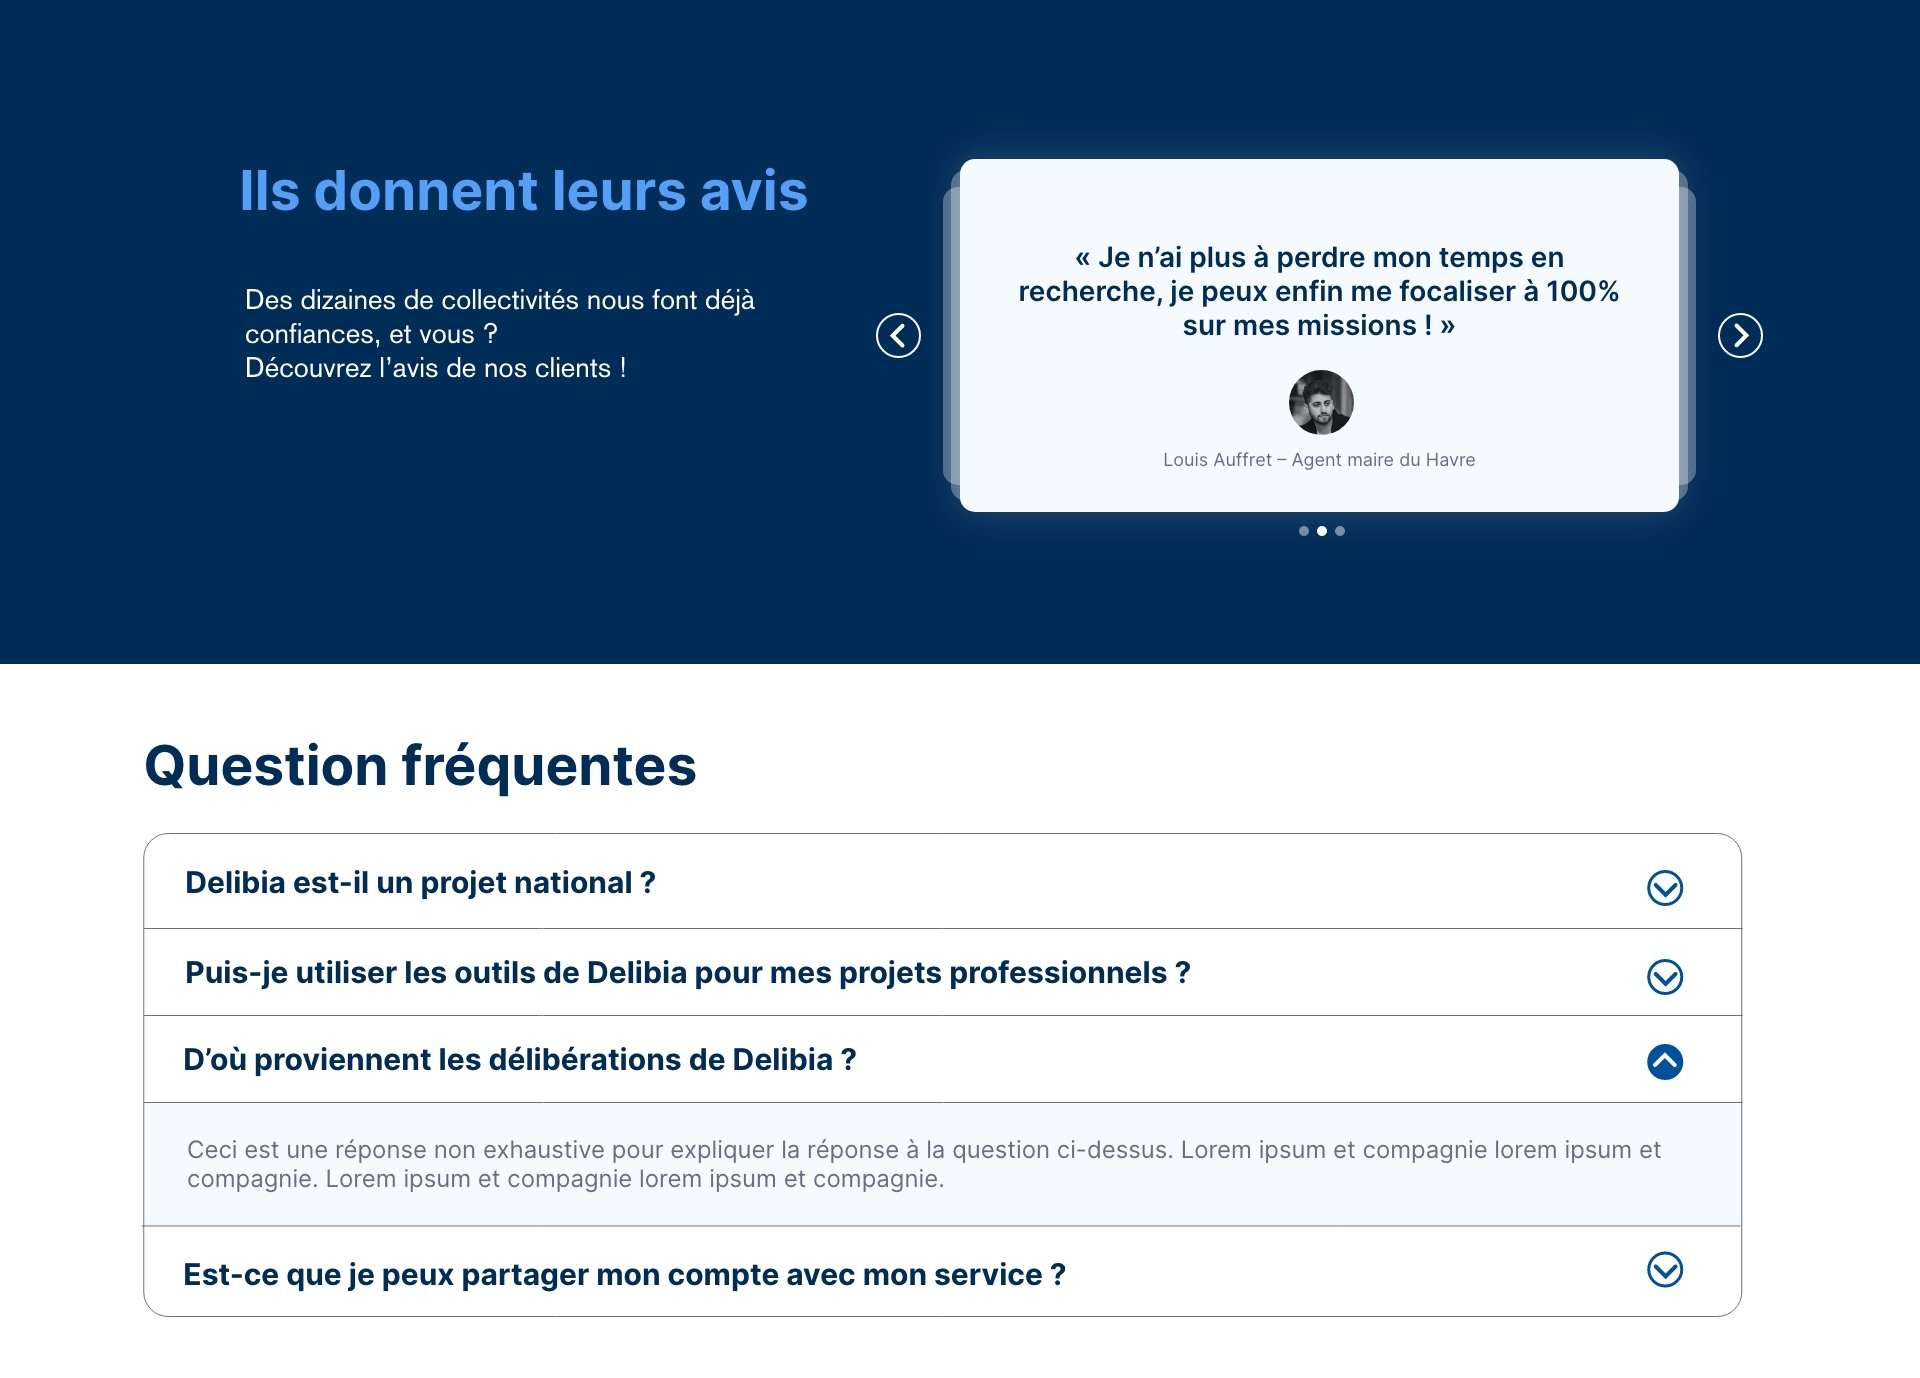 Ils donnent leurs avis
Des dizaines de collectivités nous font déjà
confiances, et vous ?
Découvrez l’avis de nos clients !
« Je n’ai plus à perdre mon temps en
recherche, je peux enfin me focaliser à 100%
sur mes missions ! »
Louis Auffret – Agent maire du Havre
Question fréquentes
Delibia est-il un projet national ?
Puis-je utiliser les outils de Delibia pour mes projets professionnels ?
D’où proviennent les délibérations de Delibia ?
Ceci est une réponse non exhaustive pour expliquer la réponse à la question ci-dessus. Lorem ipsum et compagnie lorem ipsum et
compagnie. Lorem ipsum et compagnie lorem ipsum et compagnie.
Est-ce que je peux partager mon compte avec mon service ?